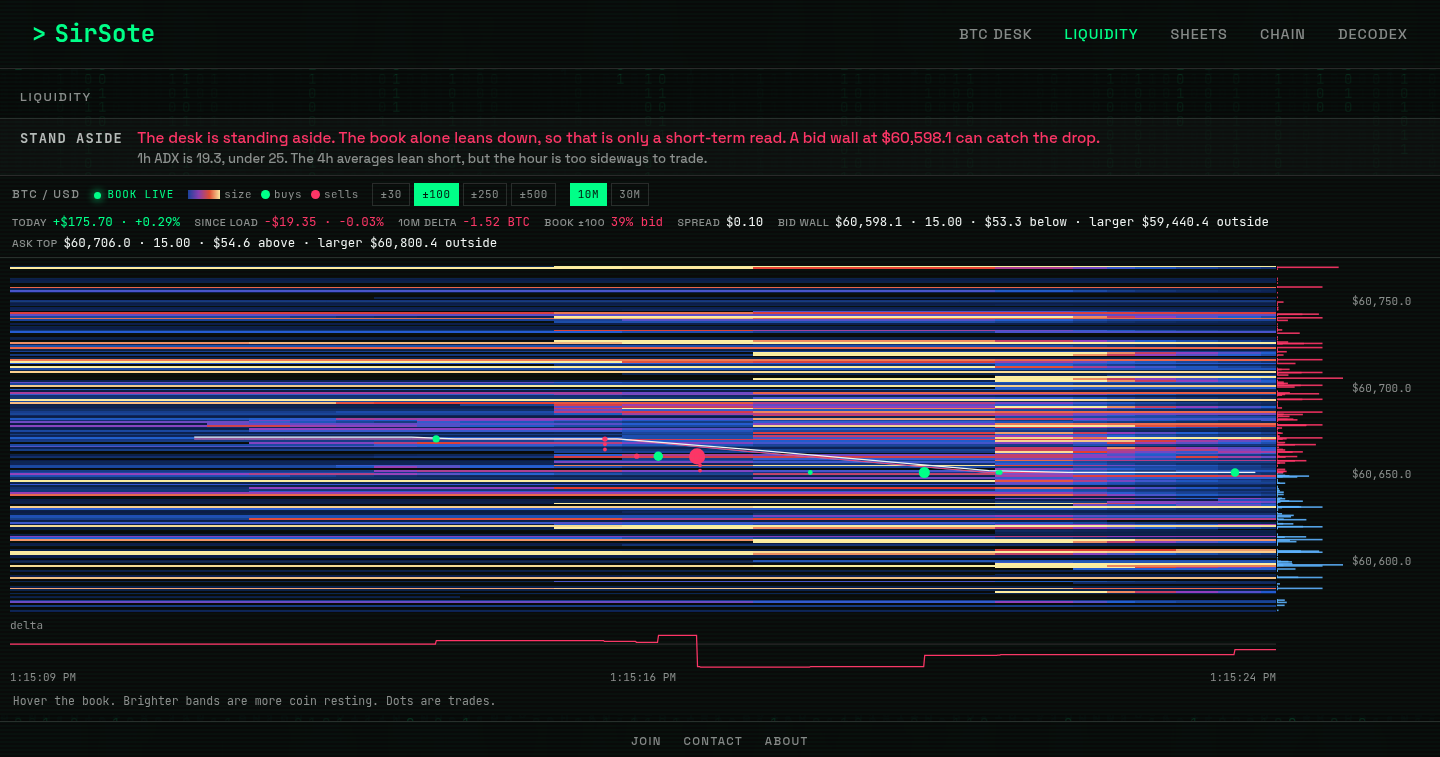 > SirSote
BTC DESK LIQUIDITY SHEETS CHAIN DECODEX
LIQUIDITY
STAND ASIDE The desk is standing aside. The book alone leans down, so that is only a short-term read. A bid wall at $60,598.1 can catch the drop.
1h ADX is 19.3, under 25. The 4h averages lean short, but the hour is too sideways to trade.
BTC / USD BOOK LIVE size buys sells ±30 ±100 ±250 ±500 10M 30M
TODAY +$175.70 · +0.29% SINCE LOAD -$19.35 · -0.03% 10M DELTA -1.52 BTC BOOK ±100 39% bid SPREAD $0.10 BID WALL $60,598.1 · 15.00 · $53.3 below · larger $59,440.4 outside
ASK TOP $60,706.0 · 15.00 · $54.6 above · larger $60,800.4 outside
$60,750.0
$60,700.0
$60,650.0
$60,600.0
delta
1:15:09 PM 1:15:16 PM 1:15:24 PM
Hover the book. Brighter bands are more coin resting. Dots are trades.
JOIN CONTACT ABOUT